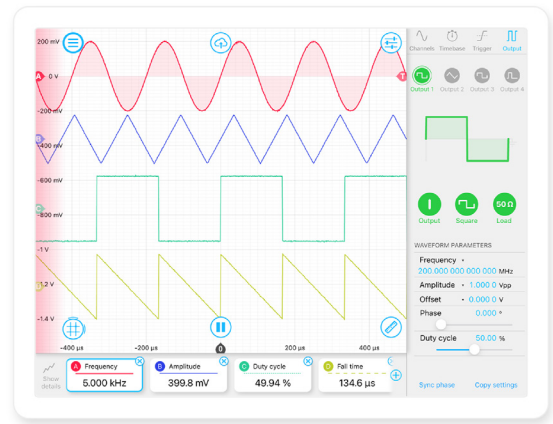 200 mV
A
0 V
T
-200 mV
B
-400 mV
-600 mV
C
-800 mV
-1 V
-1.2 V
-1.4 V
-400 µs
-200 µs
0
200 µs
400 µs
Show details
A Frequency
5.000 kHz
B Amplitude
399.8 mV
C Duty cycle
49.94 %
D Fall time
134.6 µs
Channels Timebase Trigger Output
Output 1 Output 2 Output 3 Output 4
50 Ω
Output Square Load
WAVEFORM PARAMETERS
Frequency •
200.000 000 000 000 MHz
Amplitude • 1.000 0 Vpp
Offset • 0.000 0 V
Phase 0.000 °
Duty cycle 50.00 %
Sync phase Copy settings